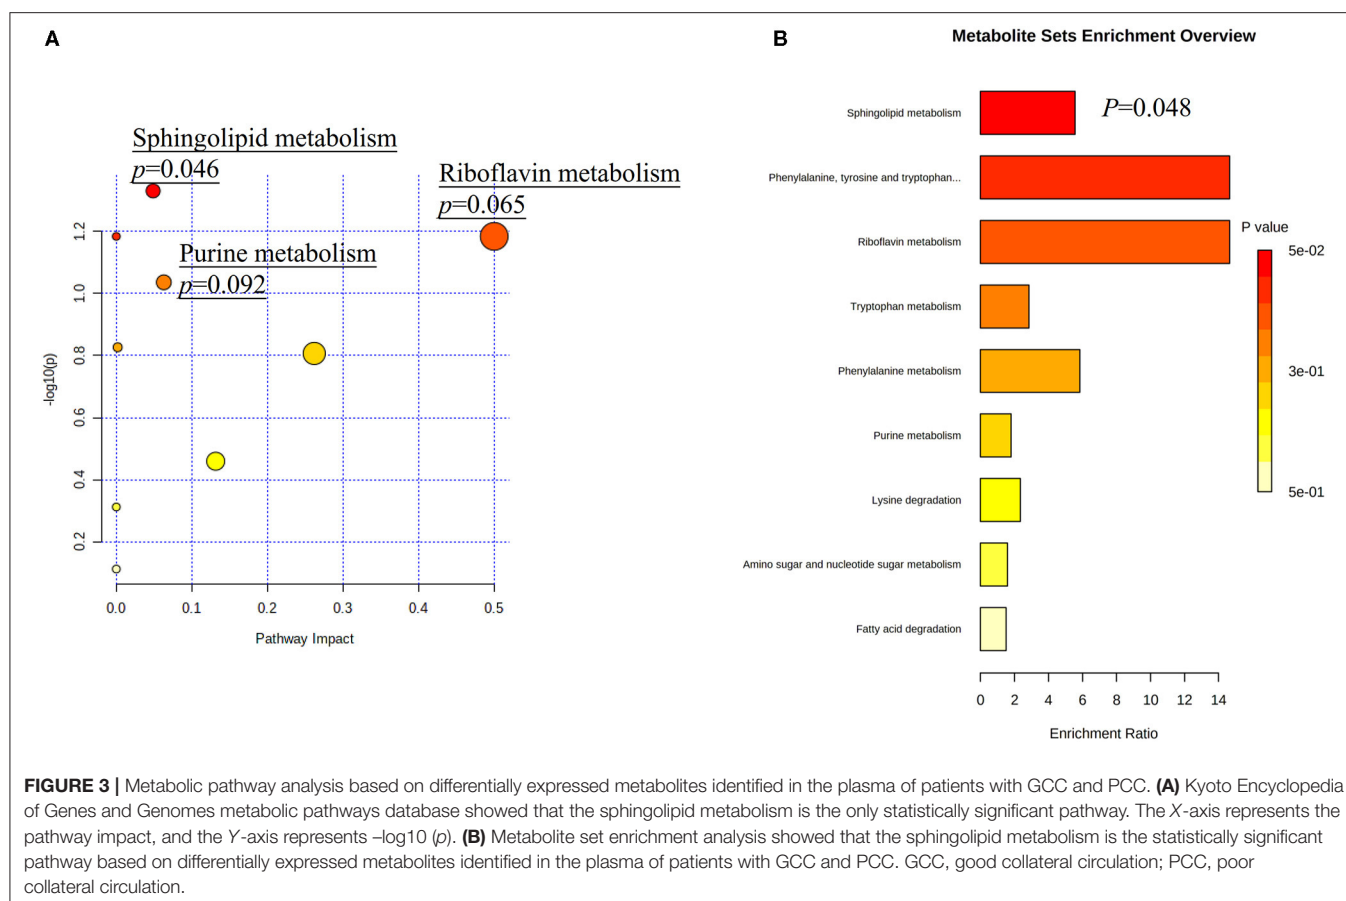 A
Sphingolipid metabolism
p=0.046
Riboflavin metabolism
p=0.065
Purine metabolism
p=0.092
-log10(p)
1.2
1.0
0.8
0.6
0.4
0.2
0.0 0.1 0.2 0.3 0.4 0.5
Pathway Impact
B
Metabolite Sets Enrichment Overview
Sphingolipid metabolism
P=0.048
Phenylalanine, tyrosine and tryptophan...
Riboflavin metabolism
Tryptophan metabolism
Phenylalanine metabolism
Purine metabolism
Lysine degradation
Amino sugar and nucleotide sugar metabolism
Fatty acid degradation
0 2 4 6 8 10 12 14
Enrichment Ratio
P value
5e-02
3e-01
5e-01
FIGURE 3 | Metabolic pathway analysis based on differentially expressed metabolites identified in the plasma of patients with GCC and PCC. (A) Kyoto Encyclopedia
of Genes and Genomes metabolic pathways database showed that the sphingolipid metabolism is the only statistically significant pathway. The X-axis represents the
pathway impact, and the Y-axis represents –log10 (p). (B) Metabolite set enrichment analysis showed that the sphingolipid metabolism is the statistically significant
pathway based on differentially expressed metabolites identified in the plasma of patients with GCC and PCC. GCC, good collateral circulation; PCC, poor
collateral circulation.